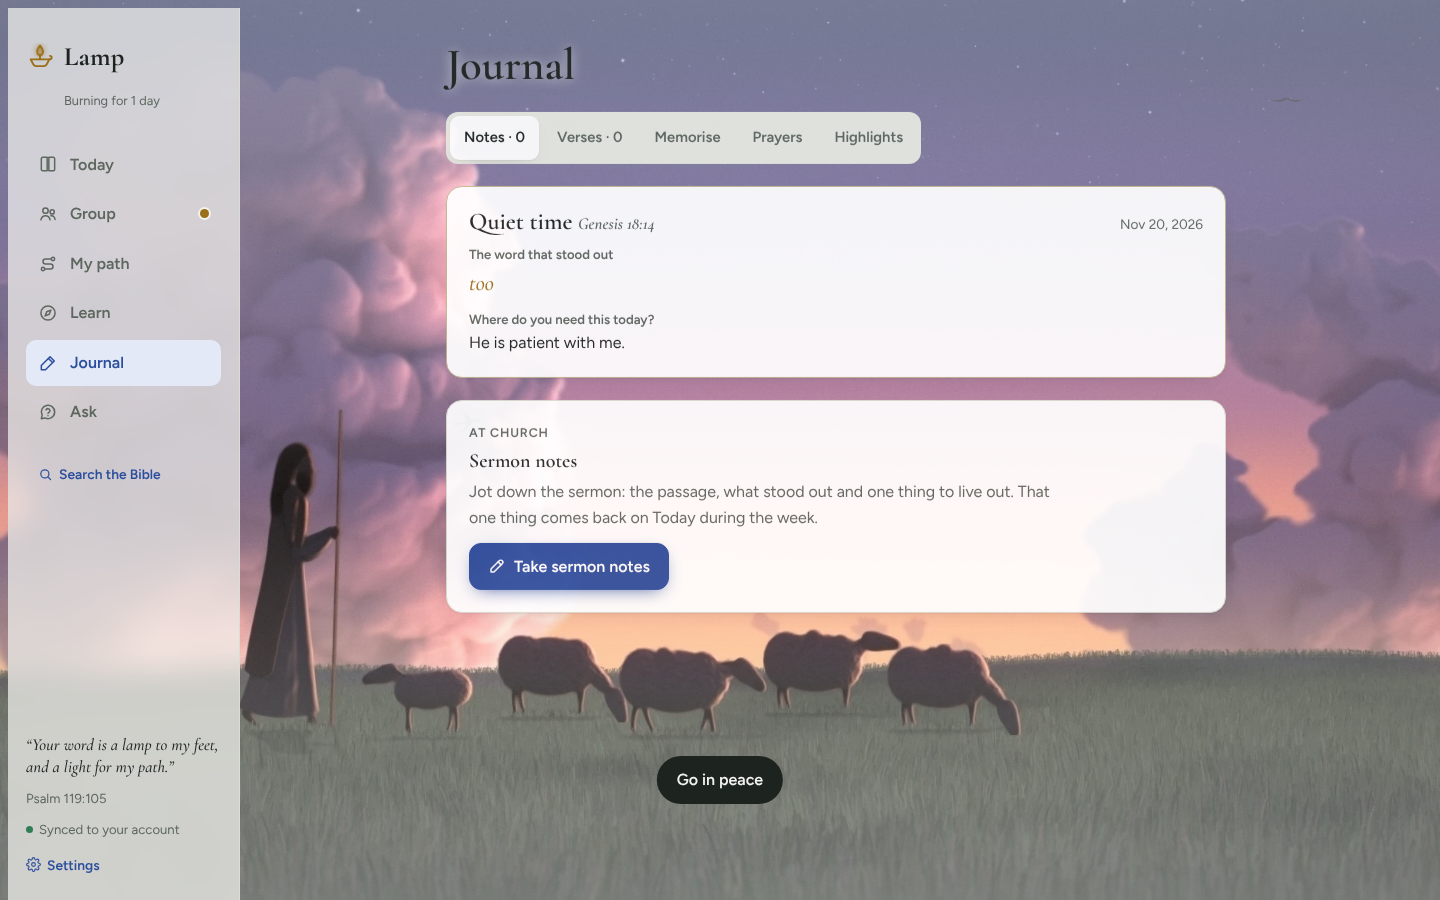 Lamp
Burning for 1 day
Today
Group
My path
Learn
Journal
Ask
Search the Bible
“Your word is a lamp to my feet,
and a light for my path.”
Psalm 119:105
Synced to your account
Settings
Journal
Notes · 0
Verses · 0
Memorise
Prayers
Highlights
Quiet time Genesis 18:14
Nov 20, 2026
The word that stood out
too
Where do you need this today?
He is patient with me.
AT CHURCH
Sermon notes
Jot down the sermon: the passage, what stood out and one thing to live out. That
one thing comes back on Today during the week.
Take sermon notes
Go in peace